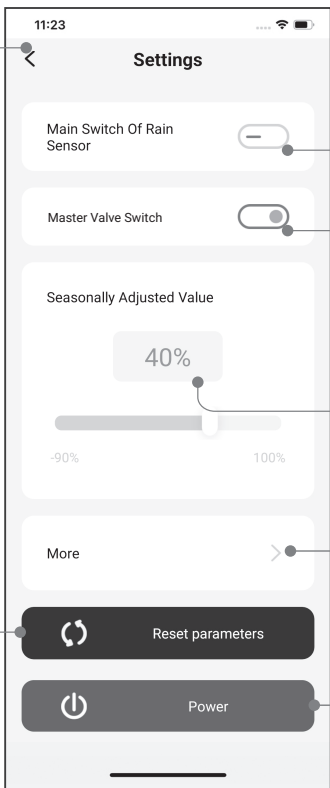 11:23
Settings
Main Switch Of Rain
Sensor
Master Valve Switch
Seasonally Adjusted Value
40%
-90% 100%
More
Reset parameters
Power